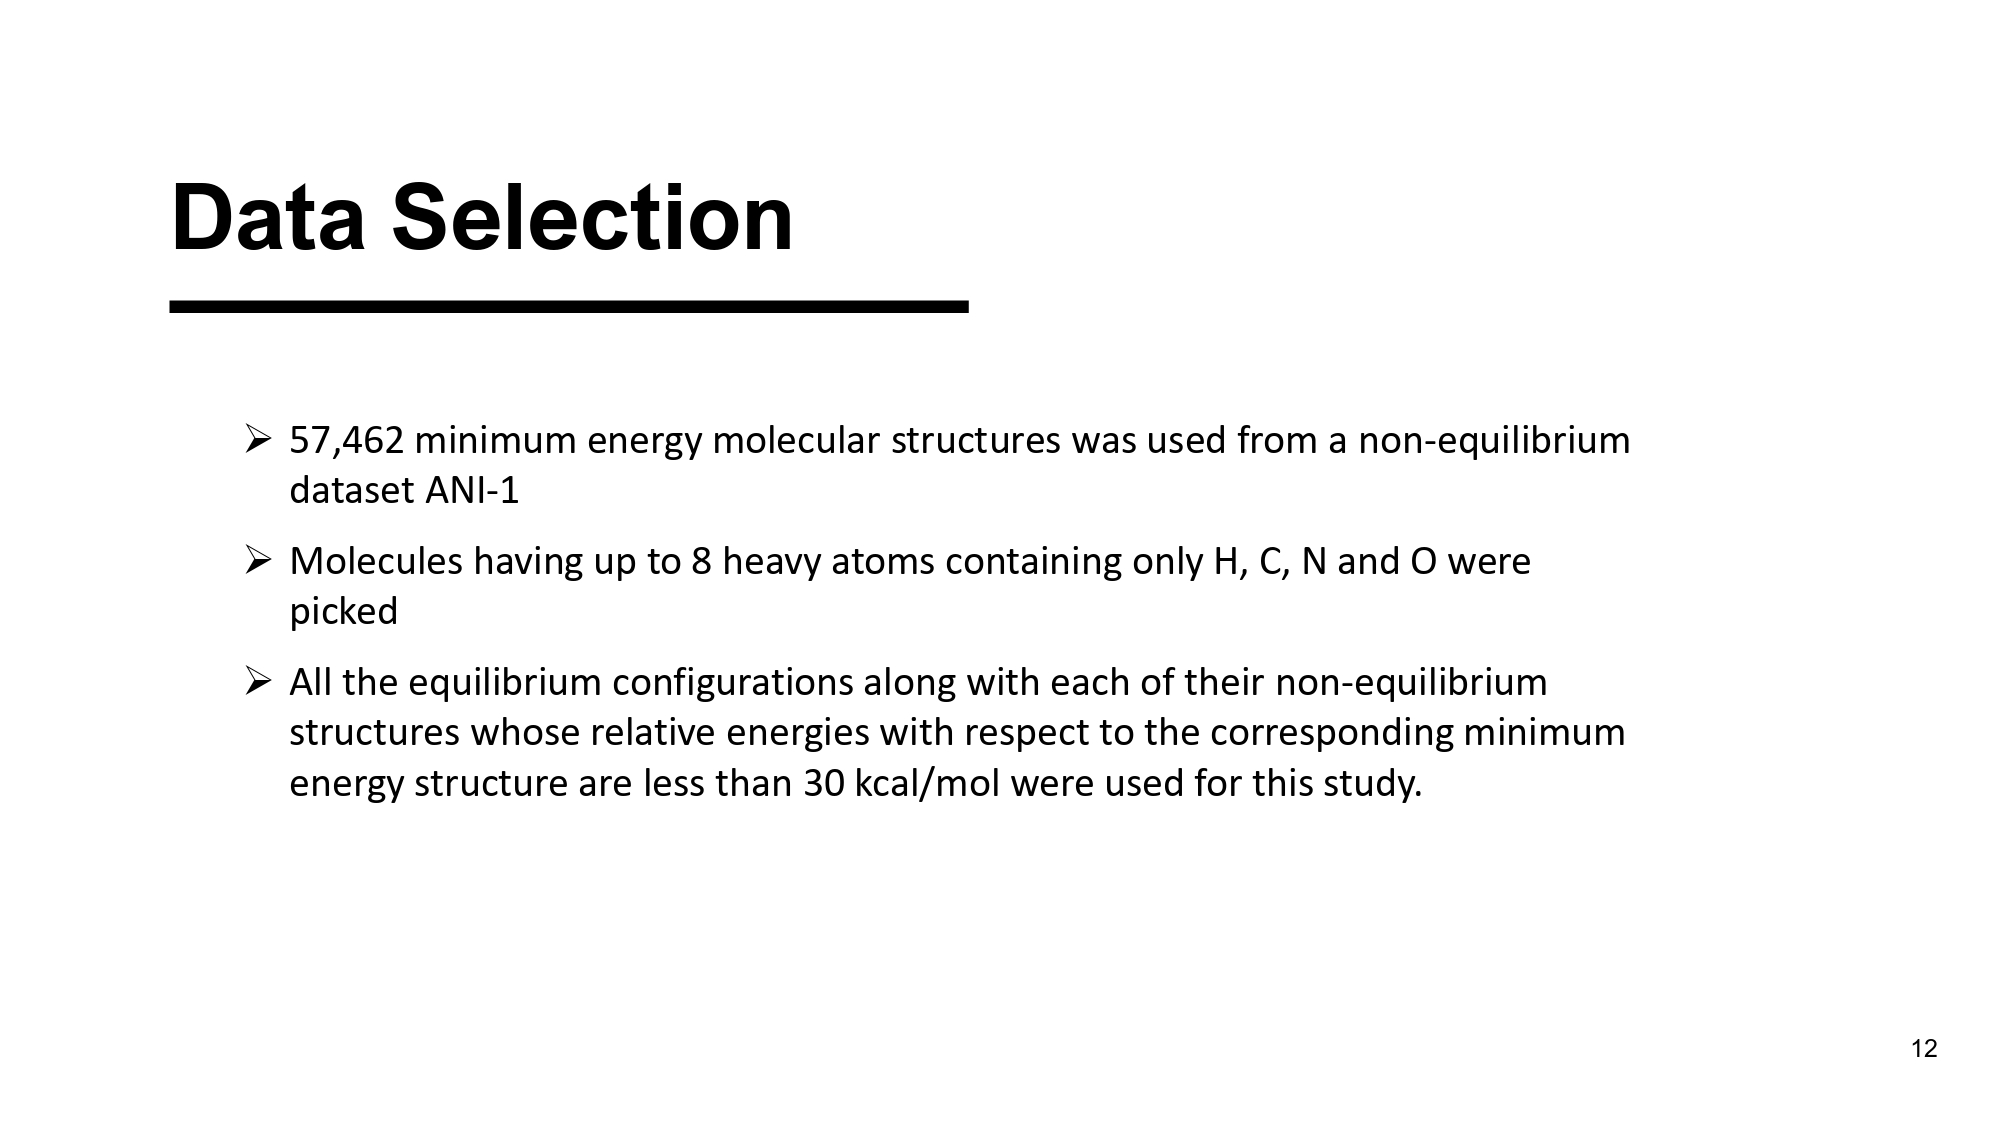 Data Selection
➢ 57,462 minimum energy molecular structures was used from a non-equilibrium
dataset ANI-1
➢ Molecules having up to 8 heavy atoms containing only H, C, N and O were
picked
➢ All the equilibrium configurations along with each of their non-equilibrium
structures whose relative energies with respect to the corresponding minimum
energy structure are less than 30 kcal/mol were used for this study.
12